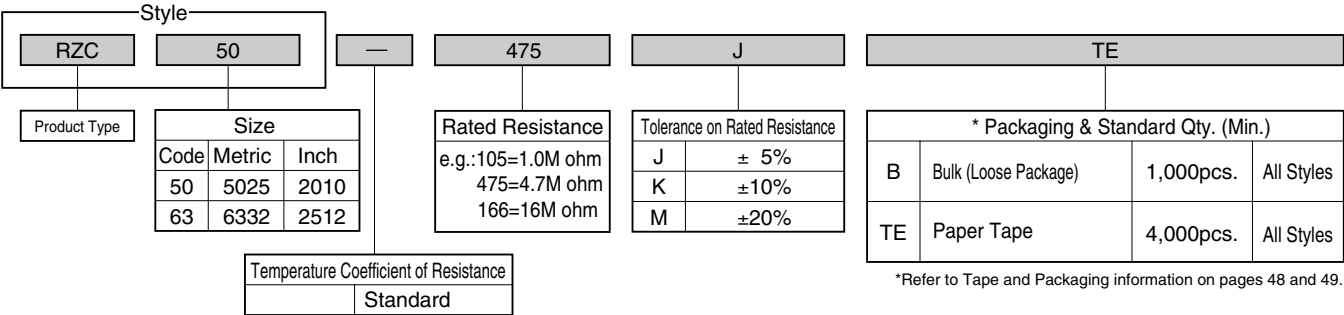 Style
RZC 50 — 475 J TE
Product Type
Size
Code Metric Inch
50 5025 2010
63 6332 2512
Temperature Coefficient of Resistance
Standard
Rated Resistance
e.g.:105=1.0M ohm
475=4.7M ohm
166=16M ohm
Tolerance on Rated Resistance
J ± 5%
K ±10%
M ±20%
* Packaging & Standard Qty. (Min.)
B Bulk (Loose Package) 1,000pcs. All Styles
TE Paper Tape 4,000pcs. All Styles
*Refer to Tape and Packaging information on pages 48 and 49.